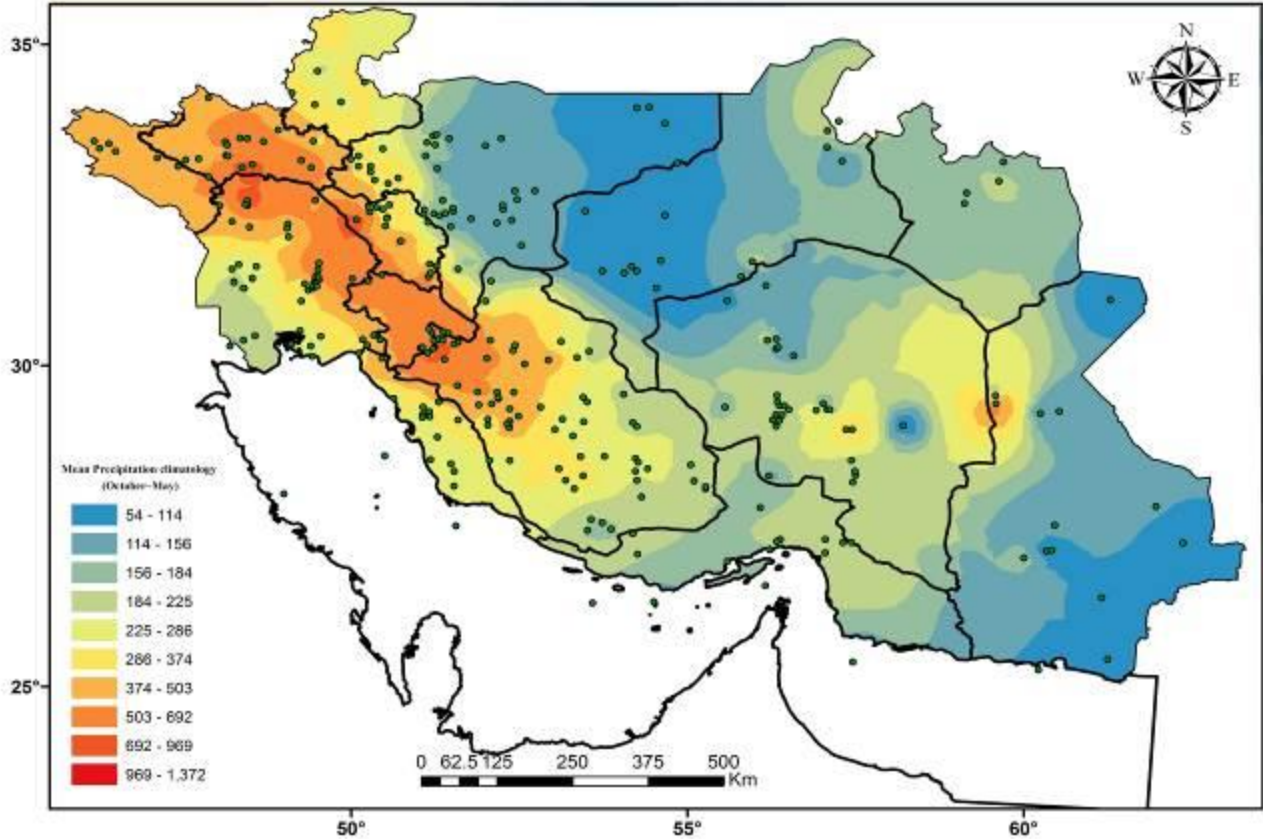 35°
N
W E
S
30°
Mean Precipitation climatology
(October-May)
54 - 114
114 - 156
156 - 184
184 - 225
225 - 286
286 - 374
374 - 503
503 - 692
692 - 969
969 - 1,372
25°
0 62.5 125 250 375 500
Km
50° 55° 60°